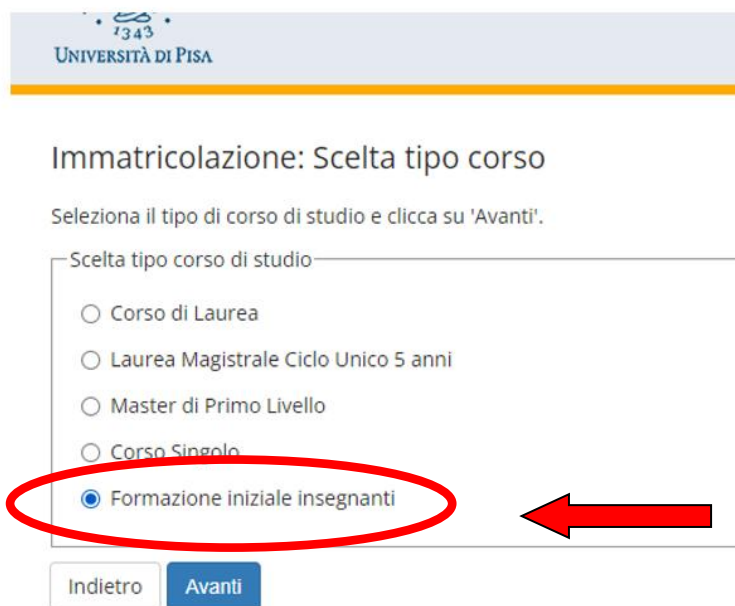 1343
UNIVERSITÀ DI PISA
Immatricolazione: Scelta tipo corso
Seleziona il tipo di corso di studio e clicca su 'Avanti'.
Scelta tipo corso di studio
Corso di Laurea
Laurea Magistrale Ciclo Unico 5 anni
Master di Primo Livello
Corso Singolo
Formazione iniziale insegnanti
Indietro Avanti